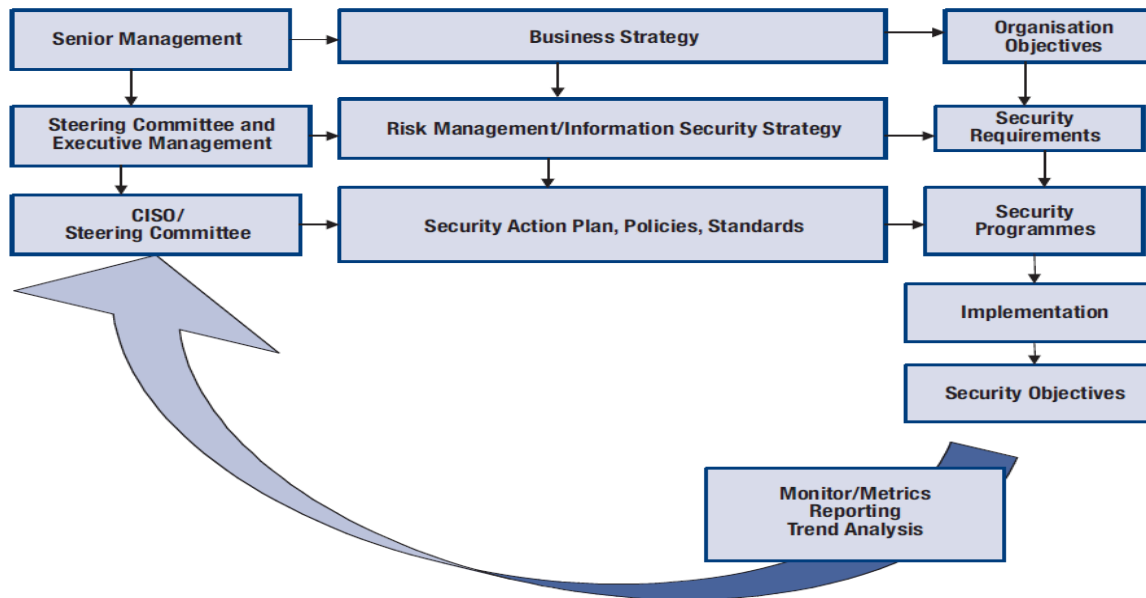 Senior Management
Business Strategy
Organisation
Objectives
Steering Committee and
Executive Management
Risk Management/Information Security Strategy
Security
Requirements
CISO/
Steering Committee
Security Action Plan, Policies, Standards
Security
Programmes
Implementation
Security Objectives
Monitor/Metrics
Reporting
Trend Analysis